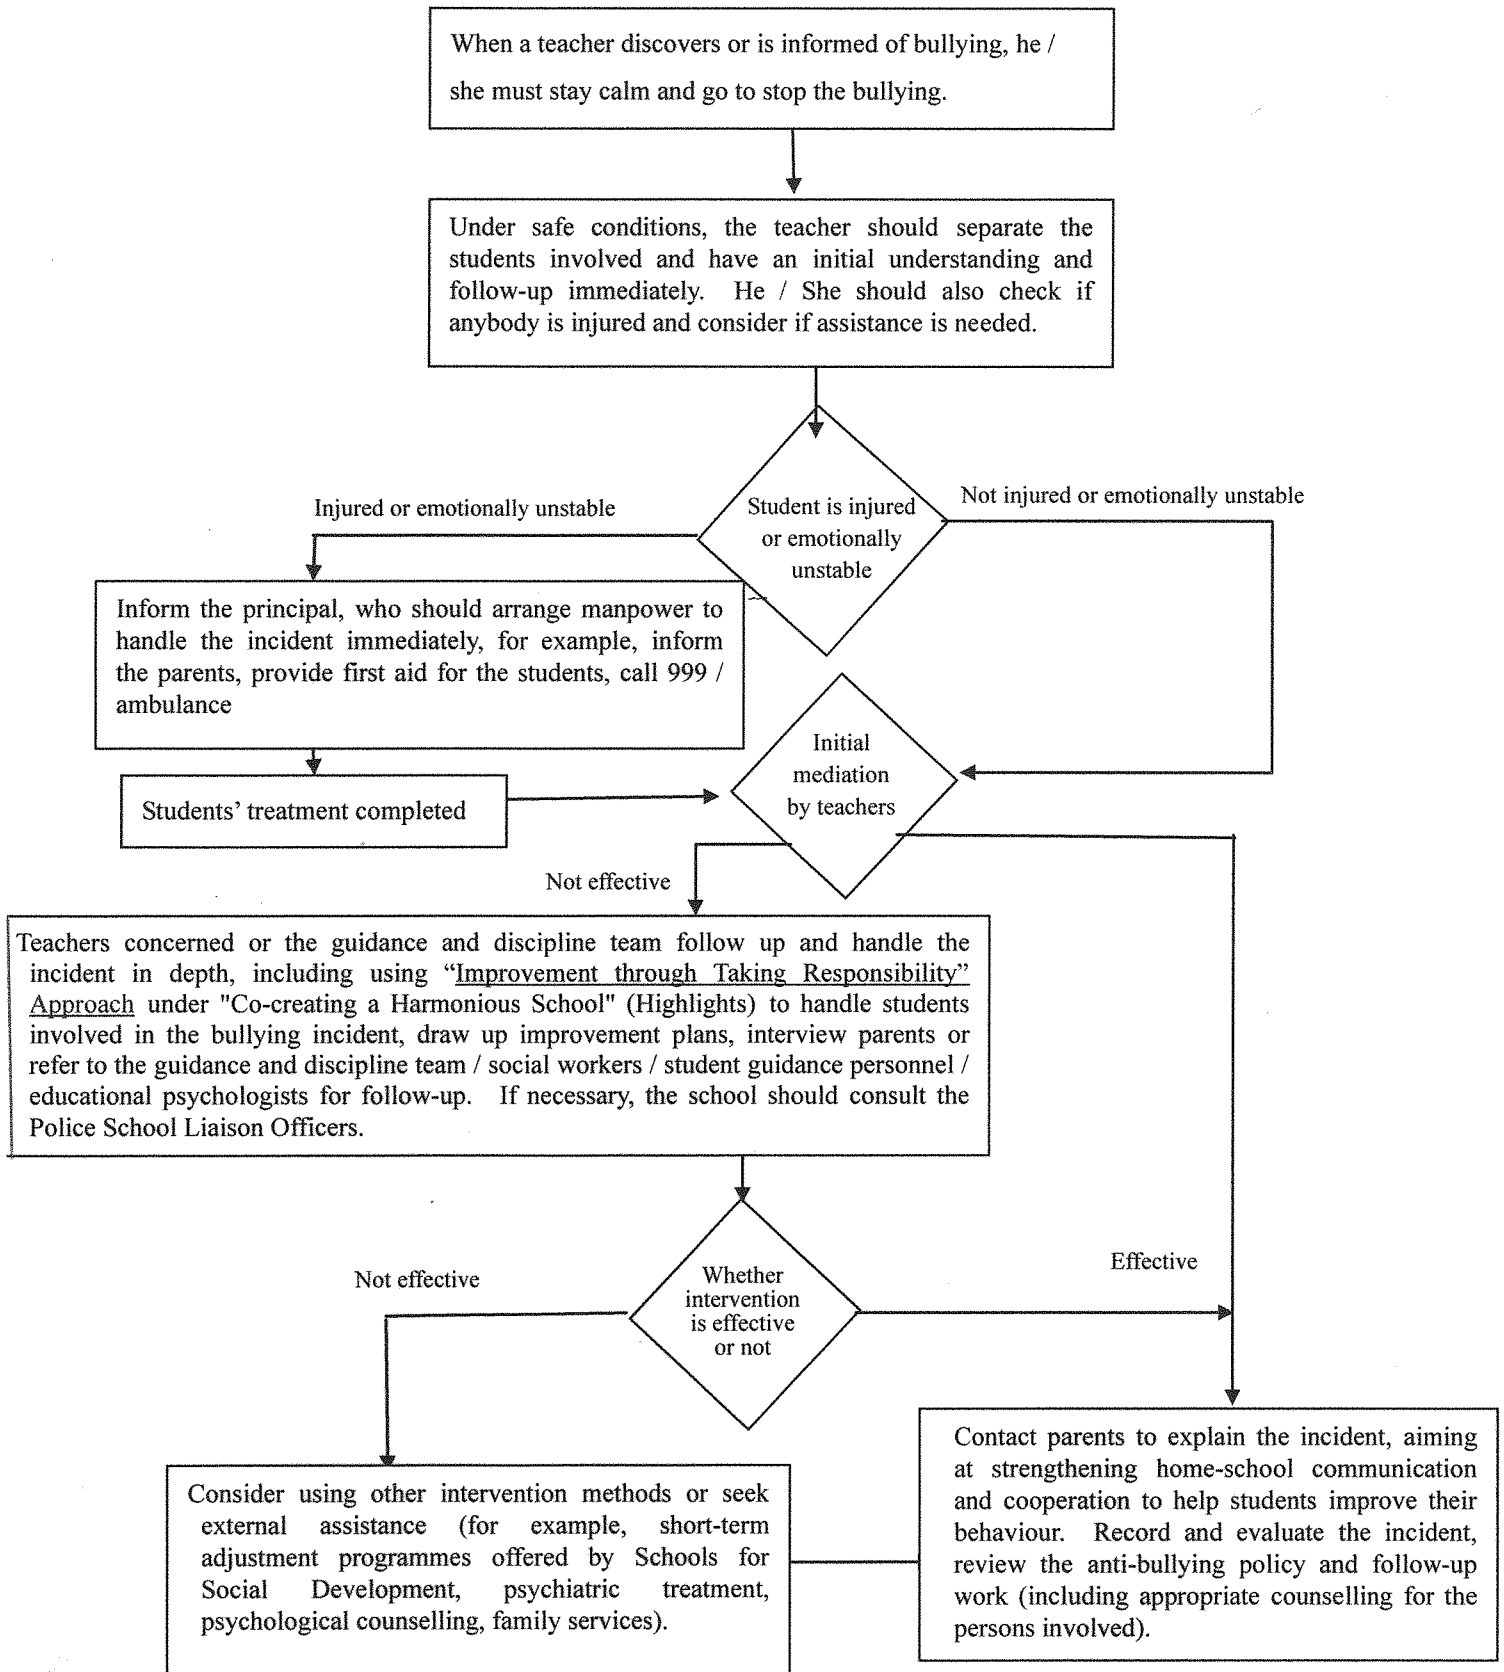 When a teacher discovers or is informed of bullying, he /
she must stay calm and go to stop the bullying.
Under safe conditions, the teacher should separate the
students involved and have an initial understanding and
follow-up immediately. He / She should also check if
anybody is injured and consider if assistance is needed.
Student is injured
or emotionally
unstable
Injured or emotionally unstable
Not injured or emotionally unstable
Inform the principal, who should arrange manpower to
handle the incident immediately, for example, inform
the parents, provide first aid for the students, call 999 /
ambulance
Students' treatment completed
Initial
mediation
by teachers
Not effective
Teachers concerned or the guidance and discipline team follow up and handle the
incident in depth, including using “Improvement through Taking Responsibility”
Approach under "Co-creating a Harmonious School" (Highlights) to handle students
involved in the bullying incident, draw up improvement plans, interview parents or
refer to the guidance and discipline team / social workers / student guidance personnel /
educational psychologists for follow-up. If necessary, the school should consult the
Police School Liaison Officers.
Whether
intervention
is effective
or not
Not effective
Effective
Consider using other intervention methods or seek
external assistance (for example, short-term
adjustment programmes offered by Schools for
Social Development, psychiatric treatment,
psychological counselling, family services).
Contact parents to explain the incident, aiming
at strengthening home-school communication
and cooperation to help students improve their
behaviour. Record and evaluate the incident,
review the anti-bullying policy and follow-up
work (including appropriate counselling for the
persons involved).